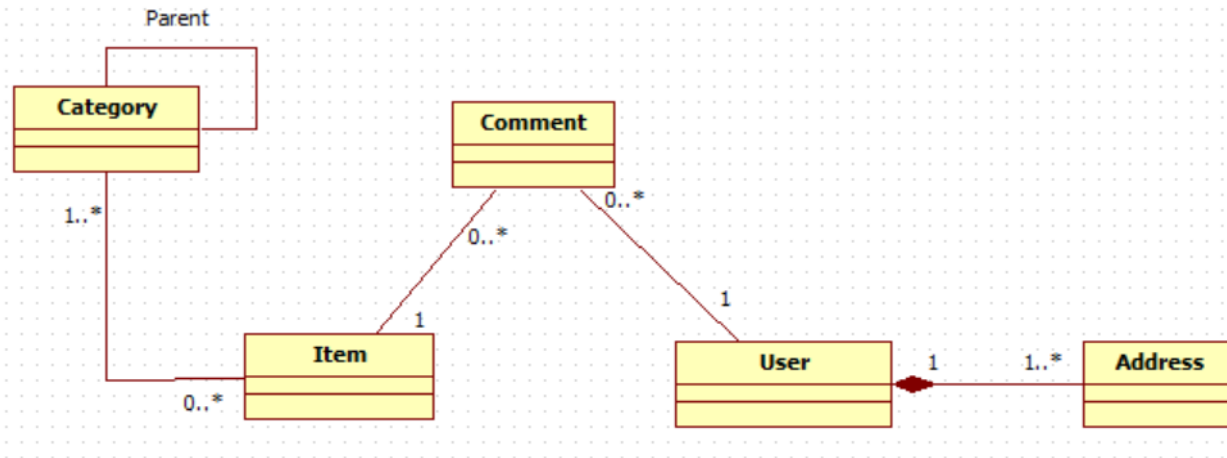 Parent
Category
Comment
1..*
0..*
0..*
1
1
Item
0..*
User
1
1..*
Address